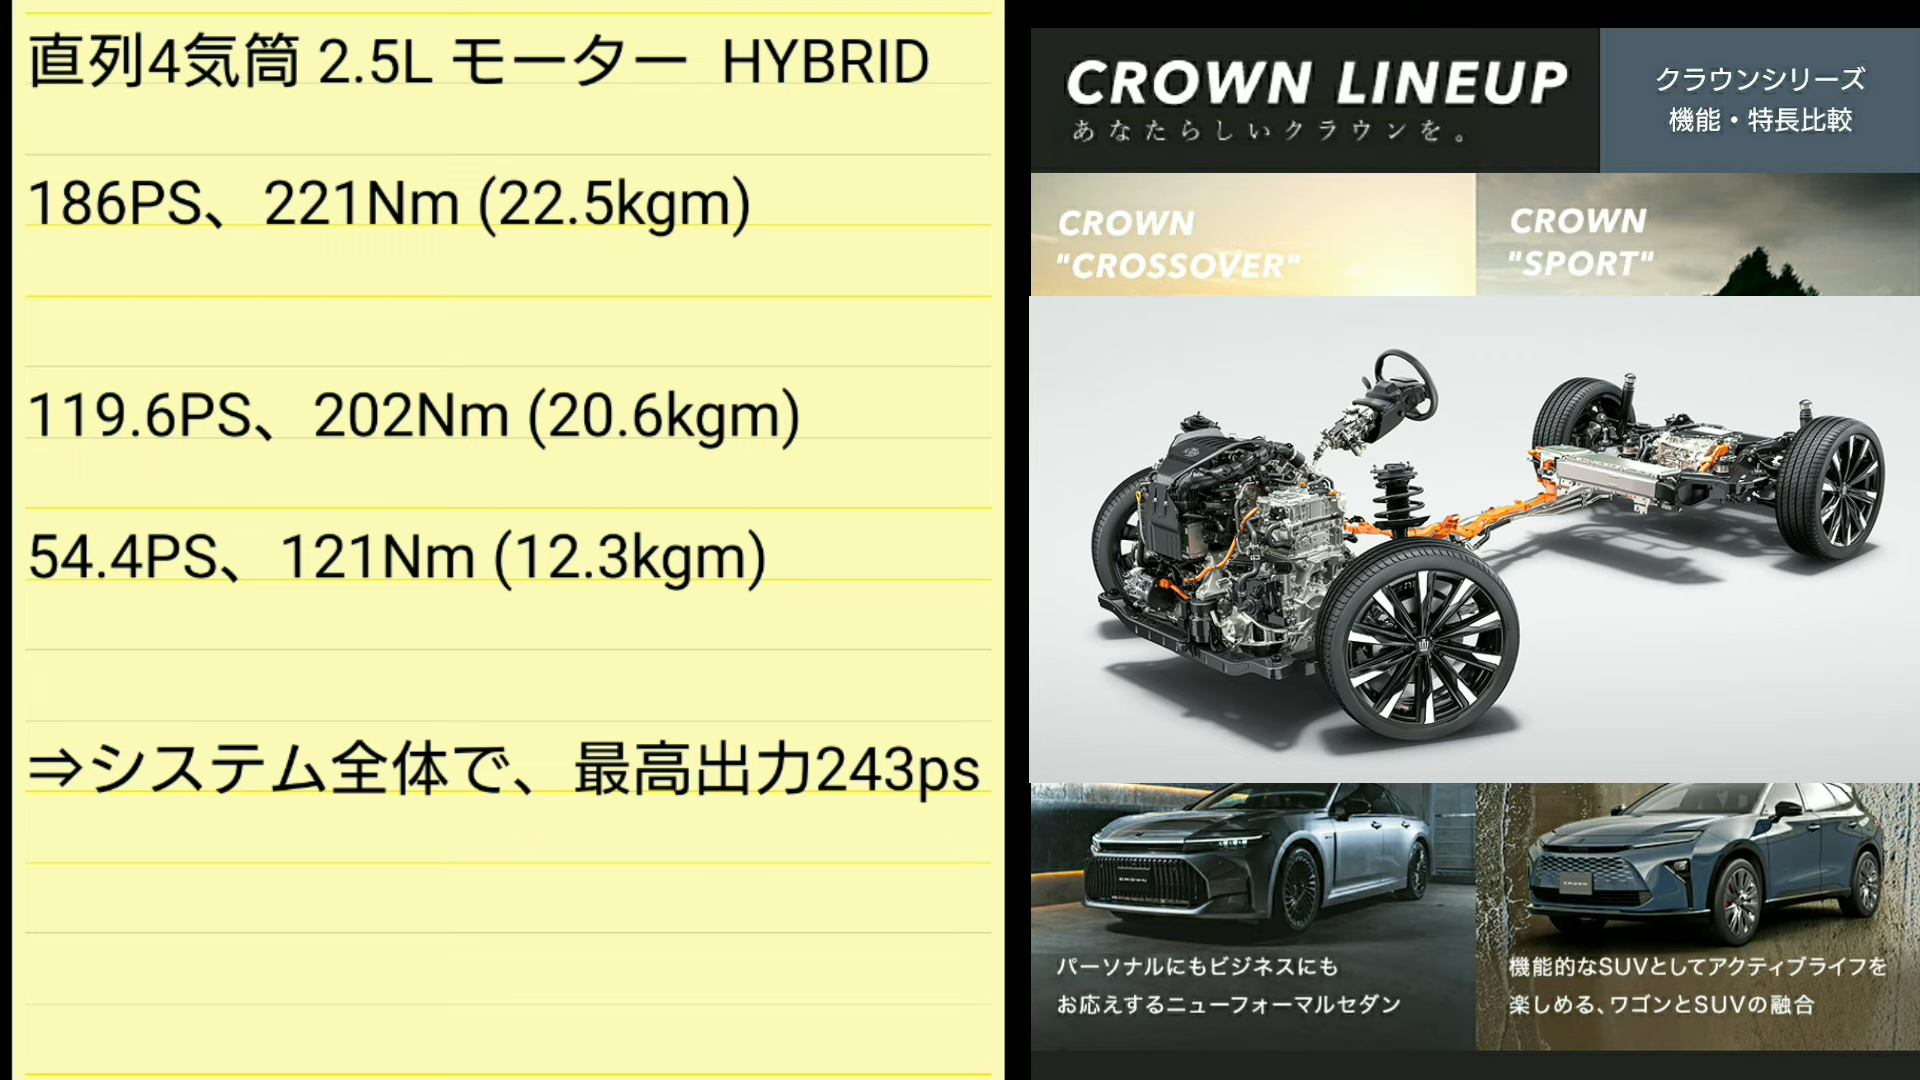 直列4気筒 2.5L モーター HYBRID
186PS、221Nm (22.5kgm)
119.6PS、202Nm (20.6kgm)
54.4PS、121Nm (12.3kgm)
⇒システム全体で、最高出力243ps
CROWN LINEUP
あなたらしいクラウンを。
クラウンシリーズ
機能・特長比較
CROWN
"CROSSOVER"
CROWN
"SPORT"
CROWN
CROWN
パーソナルにもビジネスにも
お応えするニューフォーマルセダン
機能的なSUVとしてアクティブライフを
楽しめる、ワゴンとSUVの融合